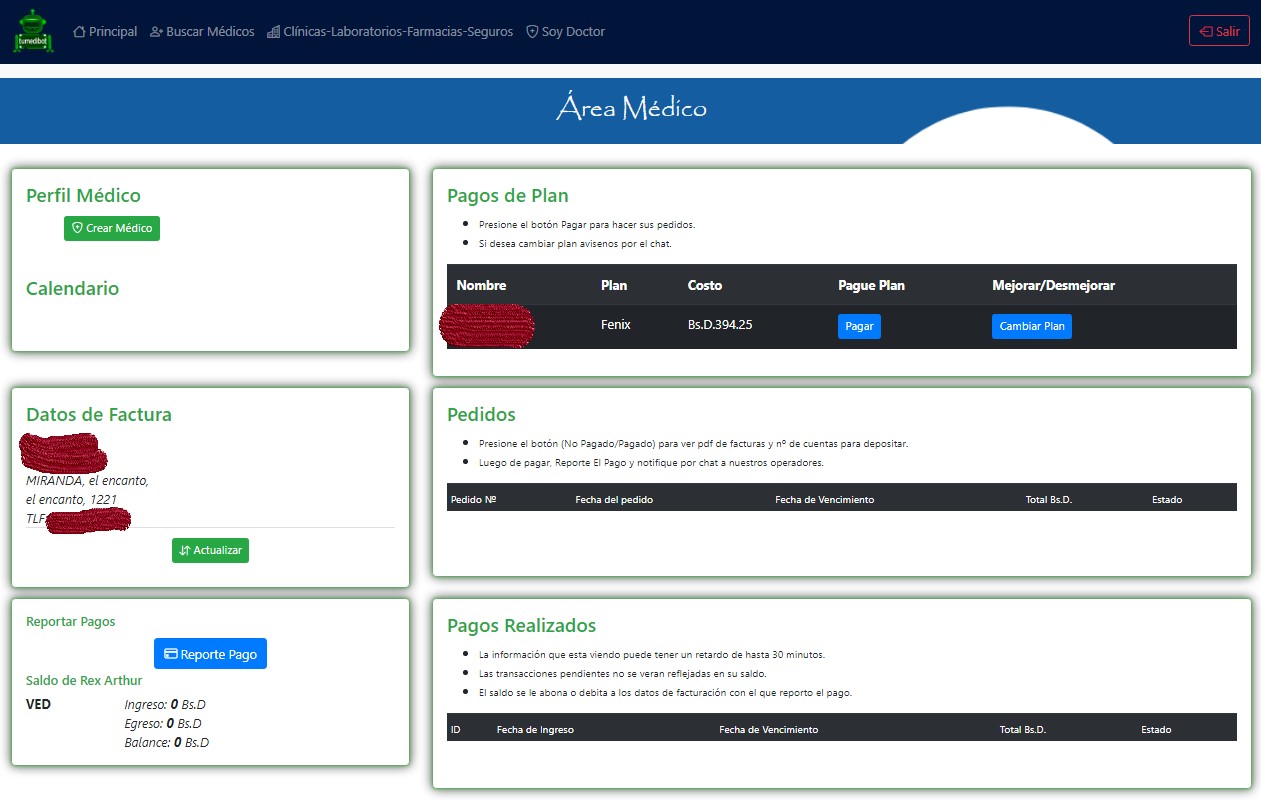 tumedibot
Principal Buscar Médicos Clínicas-Laboratorios-Farmacias-Seguros Soy Doctor Salir
Área Médico
Perfil Médico
Crear Médico
Calendario
Pagos de Plan
Presione el botón Pagar para hacer sus pedidos.
Si desea cambiar plan avisenos por el chat.
Nombre Plan Costo Pague Plan Mejorar/Desmejorar
Fenix Bs.D.394.25 Pagar Cambiar Plan
Datos de Factura
MIRANDA, el encanto,
el encanto, 1221
TLF:
Actualizar
Pedidos
Presione el botón (No Pagado/Pagado) para ver pdf de facturas y nº de cuentas para depositar.
Luego de pagar, Reporte El Pago y notifique por chat a nuestros operadores.
Pedido Nº Fecha del pedido Fecha de Vencimiento Total Bs.D. Estado
Reportar Pagos
Reporte Pago
Saldo de Rex Arthur
VED Ingreso: 0 Bs.D
Egreso: 0 Bs.D
Balance: 0 Bs.D
Pagos Realizados
La información que esta viendo puede tener un retardo de hasta 30 minutos.
Las transacciones pendientes no se veran reflejadas en su saldo.
El saldo se le abona o debita a los datos de facturación con el que reporto el pago.
ID Fecha de Ingreso Fecha de Vencimiento Total Bs.D. Estado